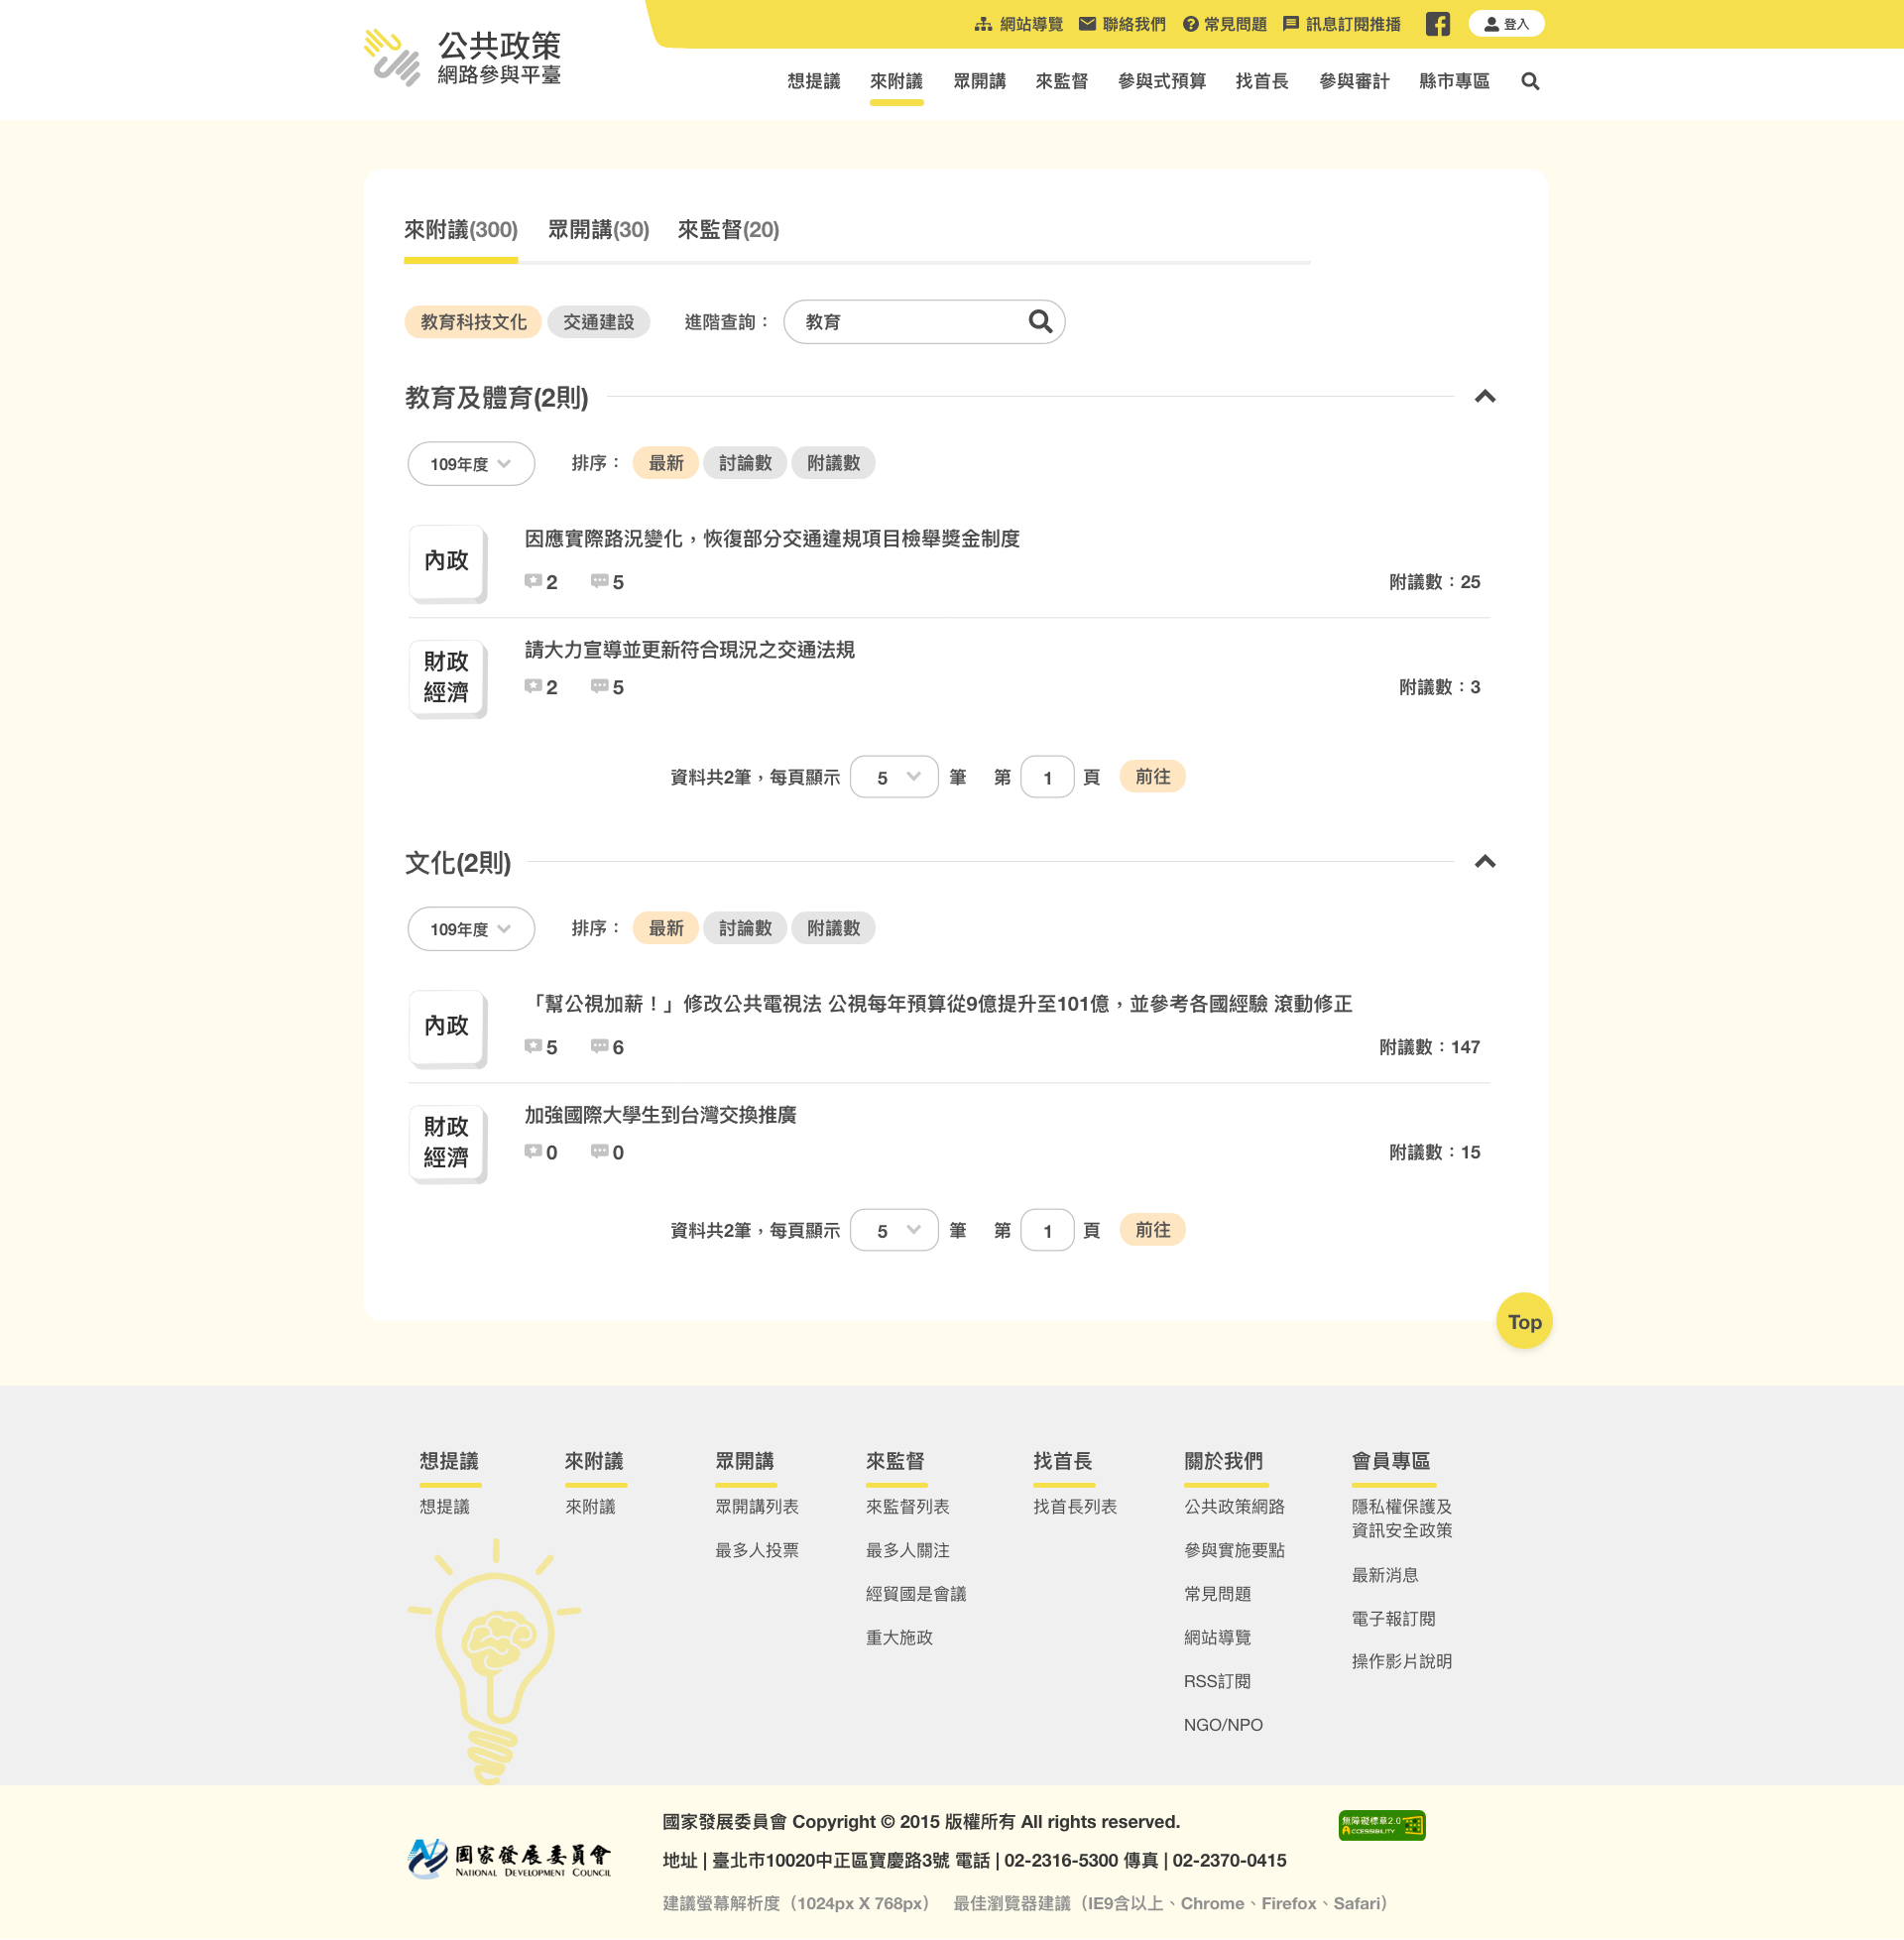 公共政策
網路參與平臺
網站導覽 聯絡我們 常見問題 訊息訂閱推播 登入
想提議 來附議 眾開講 來監督 參與式預算 找首長 參與審計 縣市專區
來附議(300) 眾開講(30) 來監督(20)
教育科技文化 交通建設 進階查詢： 教育
教育及體育(2則)
109年度 排序： 最新 討論數 附議數
內政
因應實際路況變化，恢復部分交通違規項目檢舉獎金制度
2 5 附議數：25
財政
經濟
請大力宣導並更新符合現況之交通法規
2 5 附議數：3
資料共2筆，每頁顯示 5 筆 第 1 頁 前往
文化(2則)
109年度 排序： 最新 討論數 附議數
內政
「幫公視加薪！」修改公共電視法 公視每年預算從9億提升至101億，並參考各國經驗 滾動修正
5 6 附議數：147
財政
經濟
加強國際大學生到台灣交換推廣
0 0 附議數：15
資料共2筆，每頁顯示 5 筆 第 1 頁 前往
Top
想提議 來附議 眾開講 來監督 找首長 關於我們 會員專區
想提議 來附議 眾開講列表 來監督列表 找首長列表 公共政策網路 隱私權保護及
資訊安全政策
最多人投票 最多人關注 參與實施要點
最新消息
經貿國是會議 常見問題
電子報訂閱
重大施政 網站導覽
操作影片說明
RSS訂閱
NGO/NPO
國家發展委員會 Copyright © 2015 版權所有 All rights reserved.
無障礙標章2.0
ACCESSIBILITY
國家發展委員會
NATIONAL DEVELOPMENT COUNCIL
地址 | 臺北市10020中正區寶慶路3號 電話 | 02-2316-5300 傳真 | 02-2370-0415
建議螢幕解析度（1024px X 768px） 最佳瀏覽器建議（IE9含以上、Chrome、Firefox、Safari）